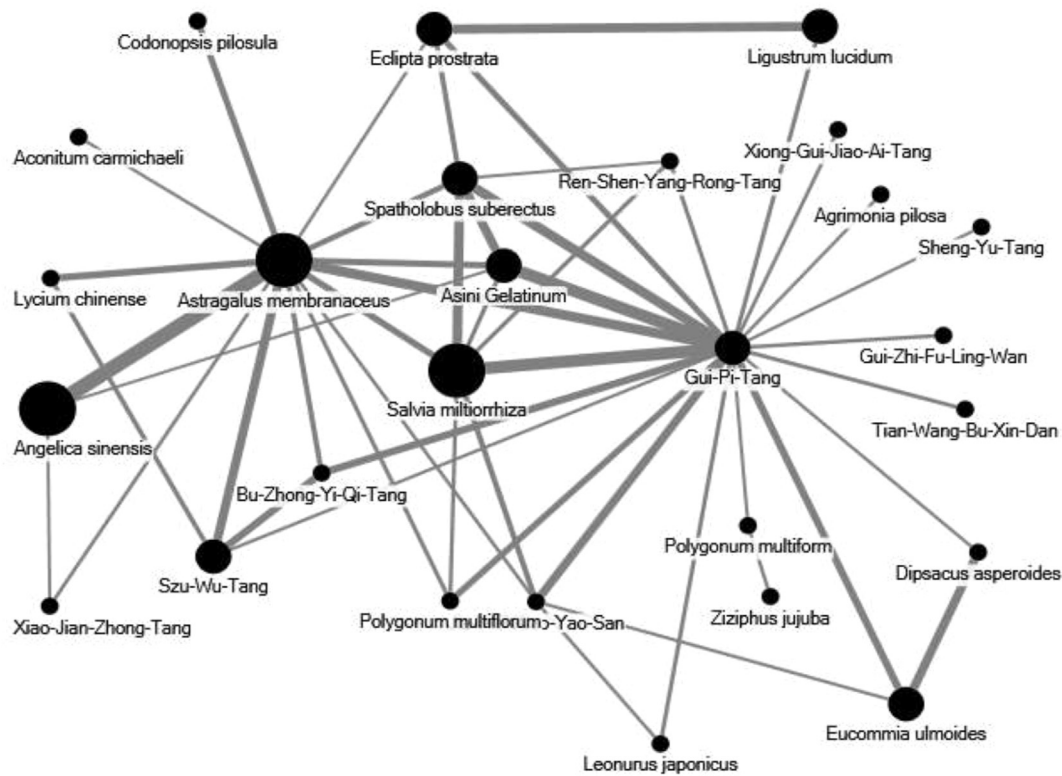 Codonopsis pilosula
Eclipta prostrata
Ligustrum lucidum
Aconitum carmichaeli
Xiong-Gui-Jiao-Ai-Tang
Ren-Shen-Yang-Rong-Tang
Spatholobus suberectus
Agrimonia pilosa
Sheng-Yu-Tang
Lycium chinense
Astragalus membranaceus
Asini Gelatinum
Gui-Zhi-Fu-Ling-Wan
Gui-Pi-Tang
Salvia miltiorrhiza
Tian-Wang-Bu-Xin-Dan
Angelica sinensis
Bu-Zhong-Yi-Qi-Tang
Polygonum multiform
Dipsacus asperoides
Szu-Wu-Tang
Xiao-Jian-Zhong-Tang
Polygonum multiflorum
-Yao-San
Ziziphus jujuba
Eucommia ulmoides
Leonurus japonicus